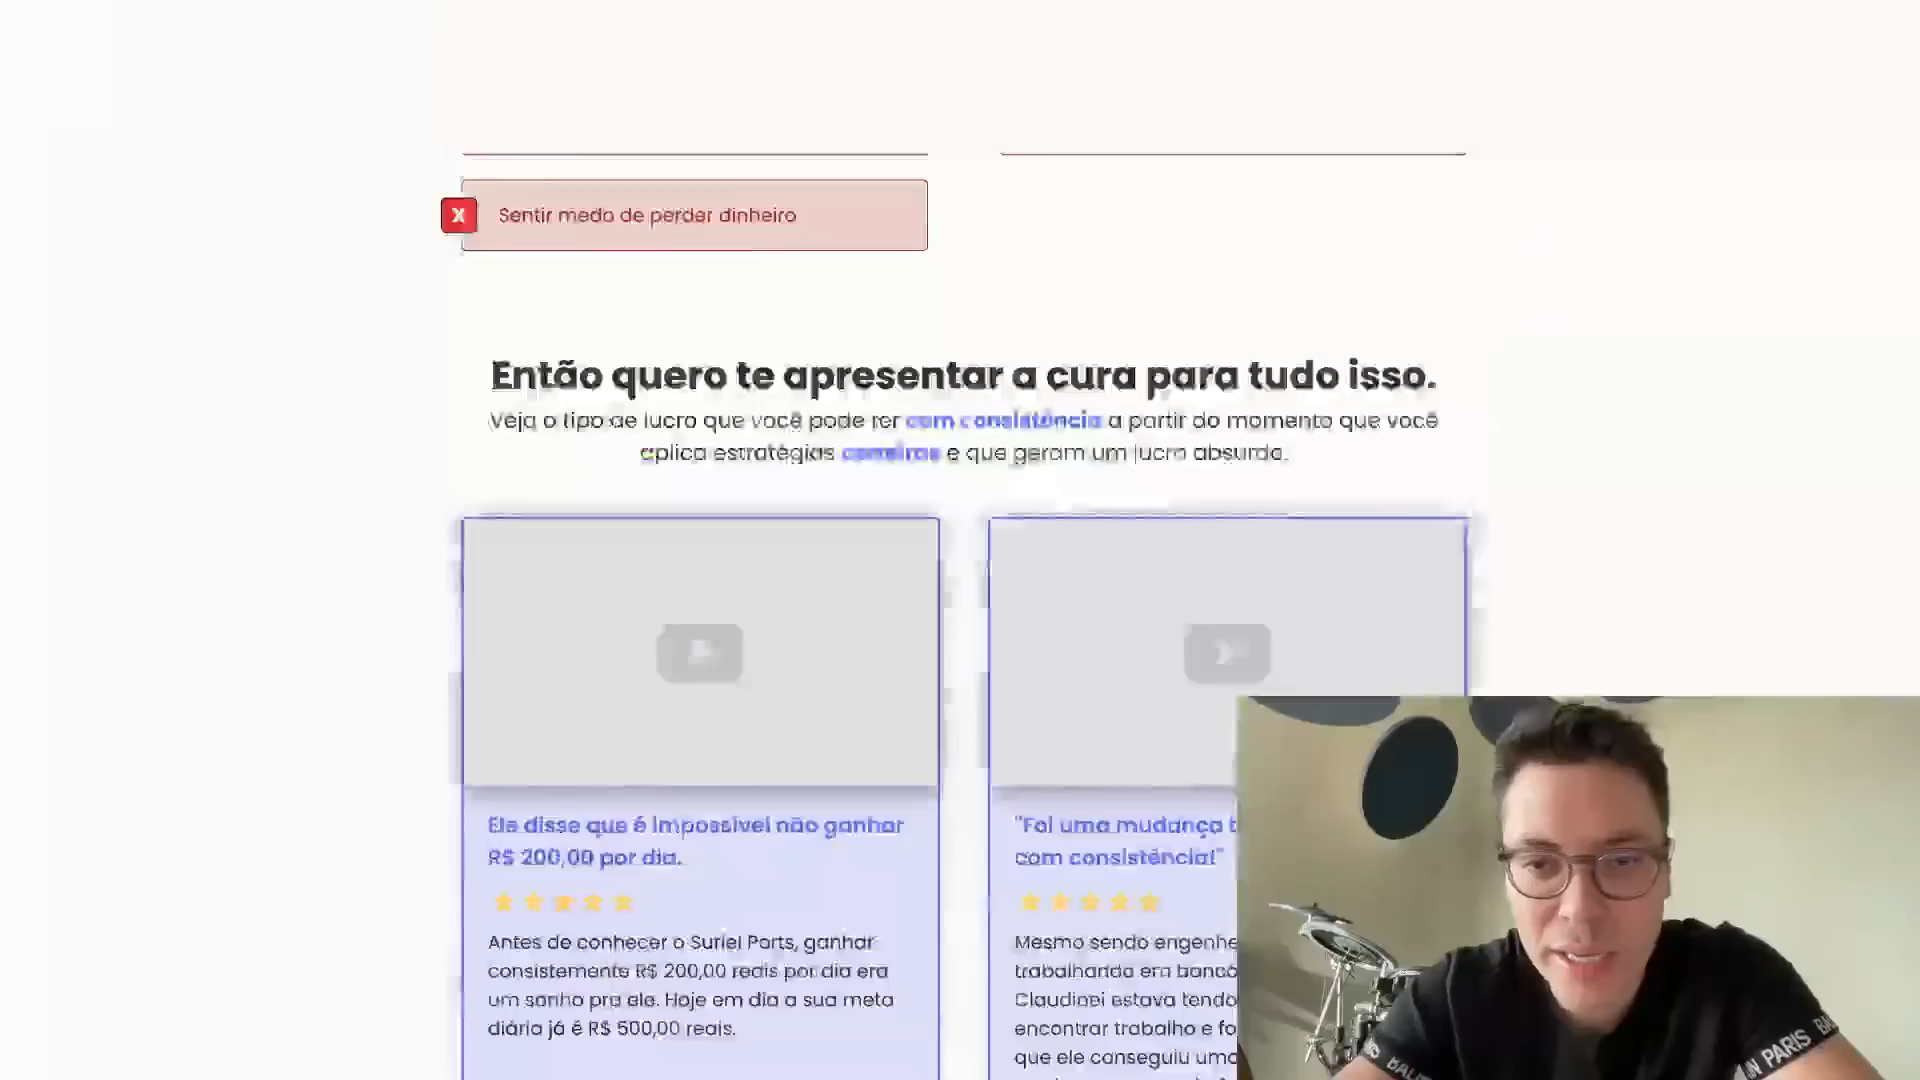 X Sentir medo de perder dinheiro
Então quero te apresentar a cura para tudo isso.
Veja o tipo de lucro que você pode ter com consistência a partir do momento que você
aplica estratégias certeiras e que geram um lucro absurdo.
Ele disse que é impossível não ganhar
R$ 200,00 por dia.
Antes de conhecer o Suriel Ports, ganhar
consistemente R$ 200,00 reais por dia era
um sonho pra ele. Hoje em dia a sua meta
diária já é R$ 500,00 reais.
"Foi uma mudança t
com consistência!"
Mesmo sendo engenhe
trabalhando em banco
Claudinei estava tendo
encontrar trabalho e fo
que ele conseguiu uma
PARIS